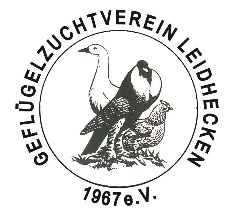 GEFLÜGELZUCHTVEREIN LEIDHECKEN
1967 e.V.